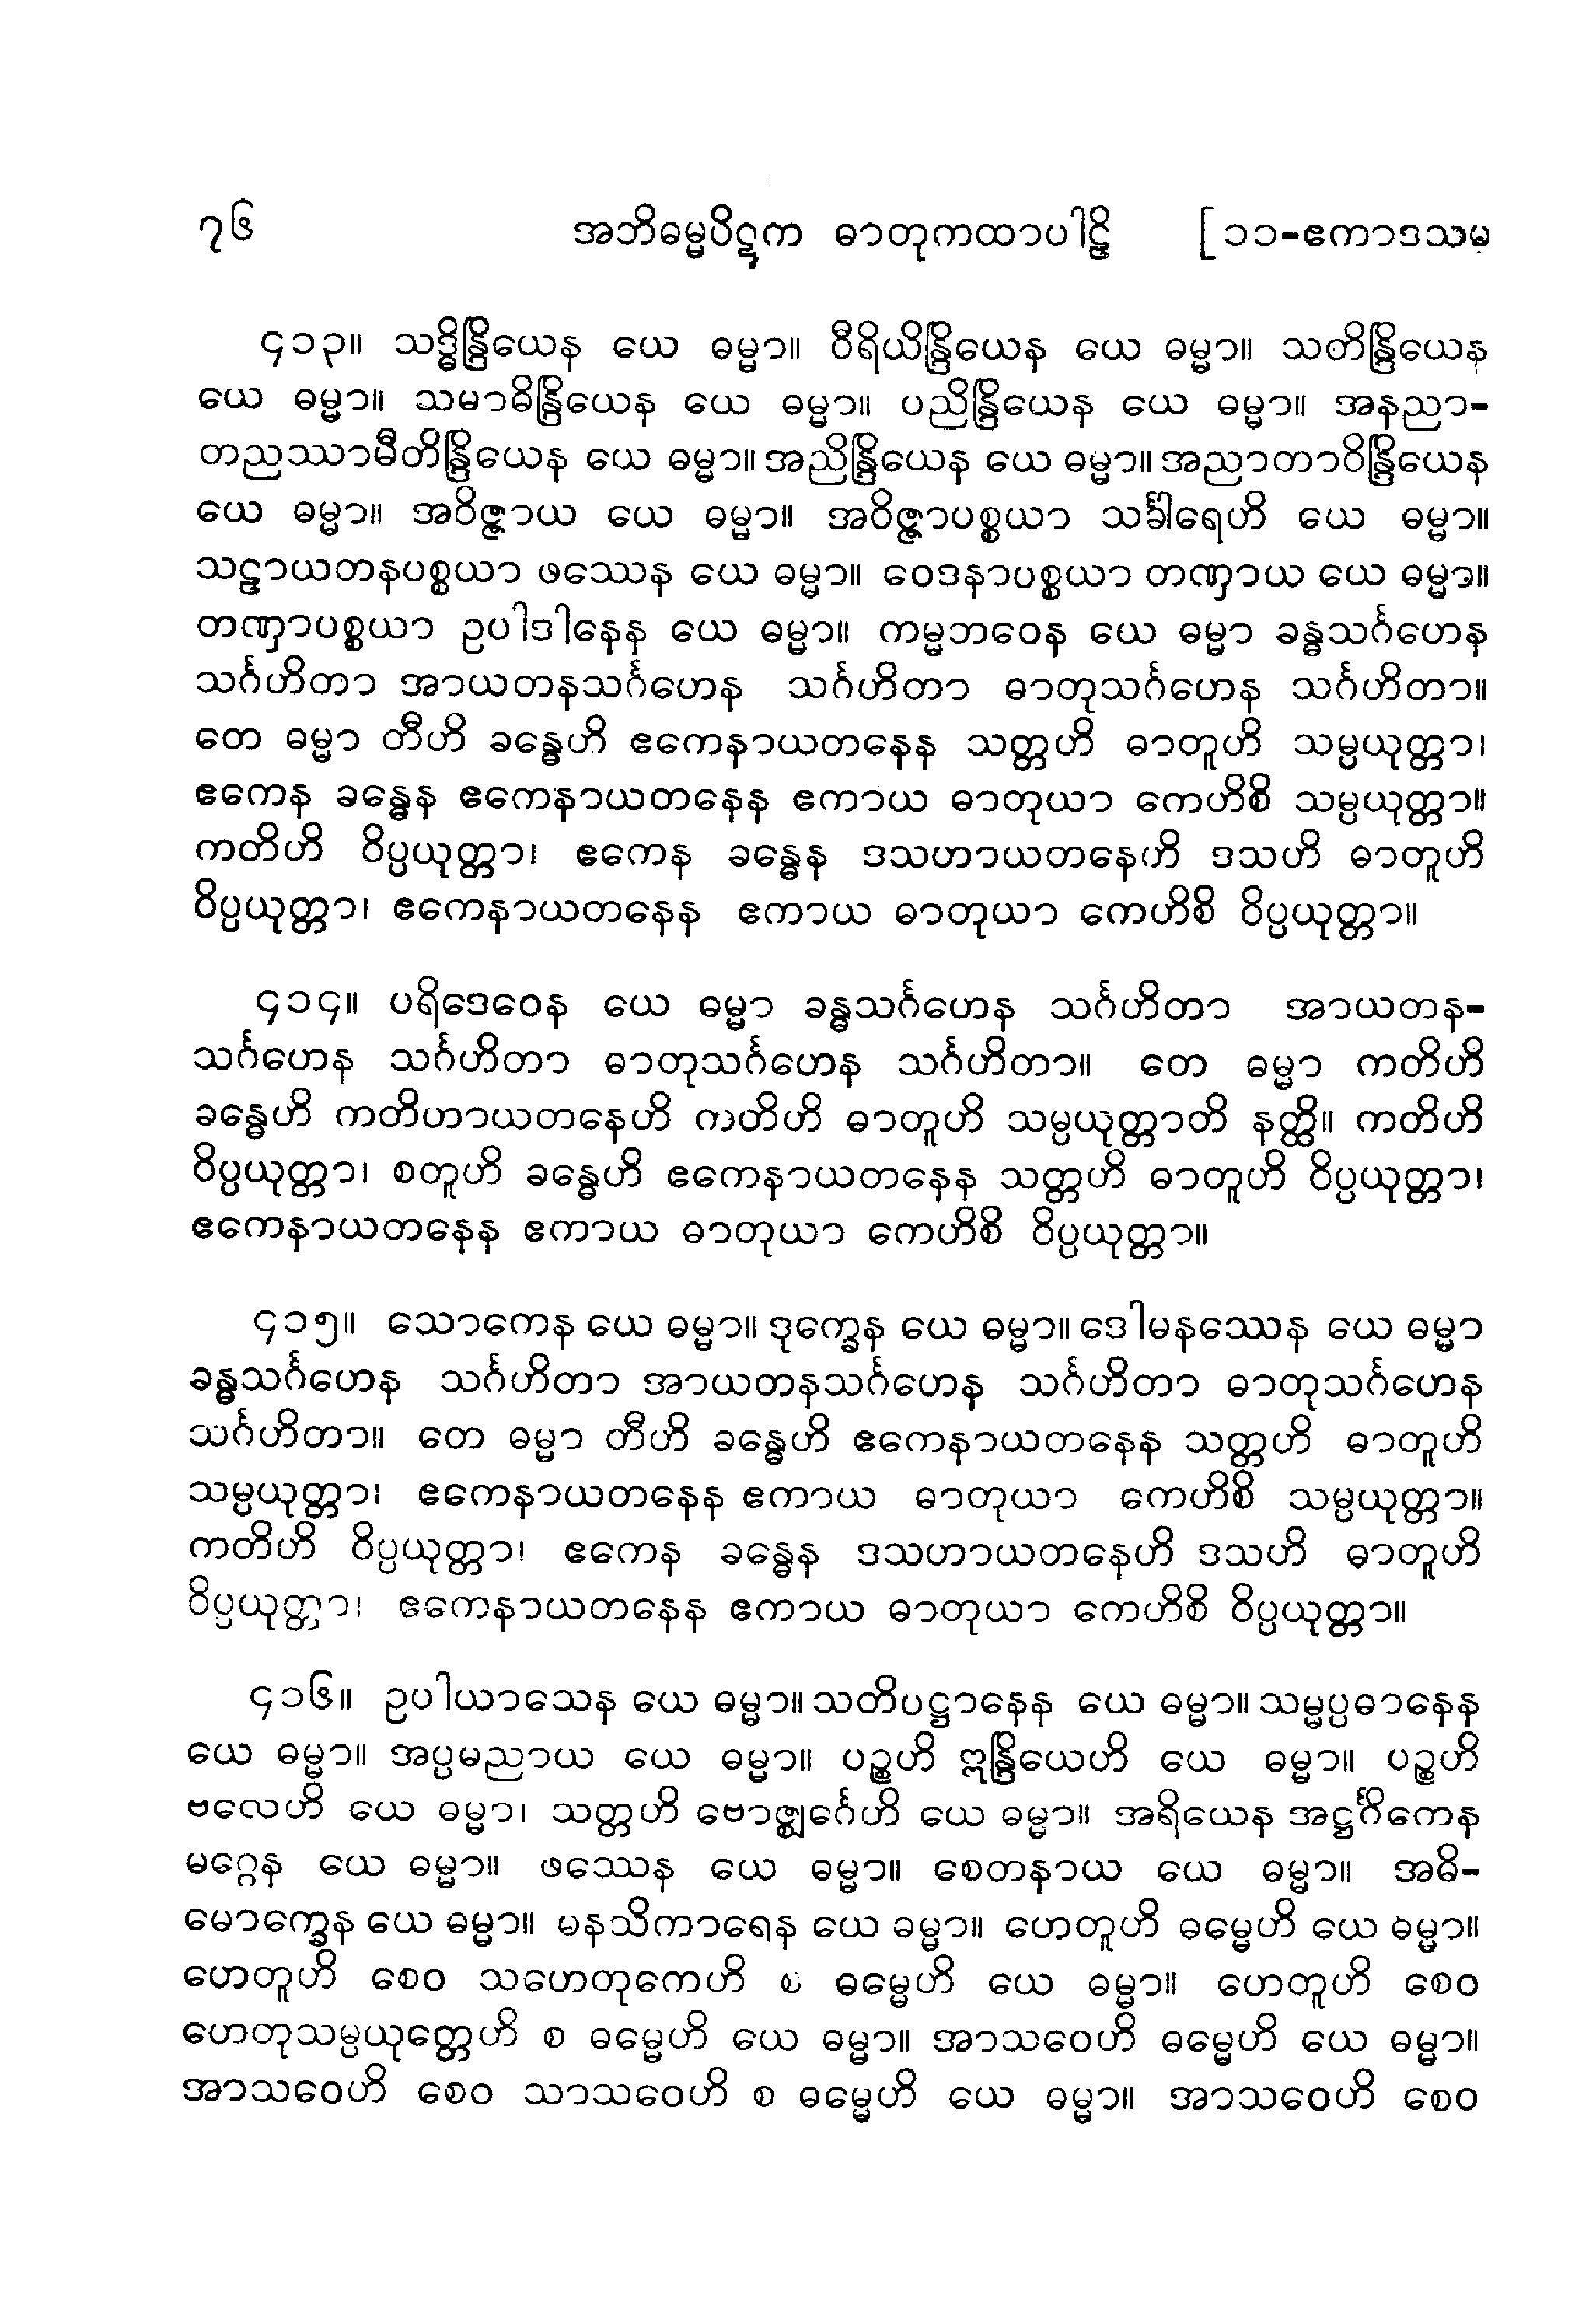 ၇၆ အဘိဓမ္မပိဋက ဓာတုကထာပါဠိ [ ၁၁-ဧကာဒသမ
၄၁၃။ သဒ္ဓိန္ဒြိယေန ယေ ဓမ္မာ။ ဝီရိယိန္ဒြိယေန ယေ ဓမ္မာ။ သတိန္ဒြိယေန
ယေ ဓမ္မာ။ သမာဓိန္ဒြိယေန ယေ ဓမ္မာ။ ပညိန္ဒြိယေန ယေ ဓမ္မာ။ အနညာ-
တညဿာမီတိန္ဒြိယေန ယေ ဓမ္မာ။ အညိန္ဒြိယေန ယေ ဓမ္မာ။ အညာတာဝိန္ဒြိယေန
ယေ ဓမ္မာ။ အဝိဇ္ဇာယ ယေ ဓမ္မာ။ အဝိဇ္ဇာပစ္စယာ သင်္ခါရေဟိ ယေ ဓမ္မာ။
သဠာယတနပစ္စယာ ဖဿေန ယေ ဓမ္မာ။ ဝေဒနာပစ္စယာ တဏှာယ ယေ ဓမ္မာ။
တဏှာပစ္စယာ ဥပါဒါနေန ယေ ဓမ္မာ။ ကမ္မဘဝေန ယေ ဓမ္မာ ခန္ဓသင်္ဂဟေန
သင်္ဂဟိတာ အာယတနသင်္ဂဟေန သင်္ဂဟိတာ ဓာတုသင်္ဂဟေန သင်္ဂဟိတာ။
တေ ဓမ္မာ တီဟိ ခန္ဓေဟိ ဧကေနာယတနေန သတ္တဟိ ဓာတူဟိ သမ္ပယုတ္တာ၊
ဧကေန ခန္ဓေန ဧကေနာယတနေန ဧကာယ ဓာတုယာ ကေဟိစိ သမ္ပယုတ္တာ။
ကတိဟိ ဝိပ္ပယုတ္တာ၊ ဧကေန ခန္ဓေန ဒသဟာယတနေဟိ ဒသဟိ ဓာတူဟိ
ဝိပ္ပယုတ္တာ၊ ဧကေနာယတနေန ဧကာယ ဓာတုယာ ကေဟိစိ ဝိပ္ပယုတ္တာ။
၄၁၄။ ပရိဒေဝေန ယေ ဓမ္မာ ခန္ဓသင်္ဂဟေန သင်္ဂဟိတာ အာယတန-
သင်္ဂဟေန သင်္ဂဟိတာ ဓာတုသင်္ဂဟေန သင်္ဂဟိတာ။ တေ ဓမ္မာ ကတိဟိ
ခန္ဓေဟိ ကတိဟာယတနေဟိ ကတိဟိ ဓာတူဟိ သမ္ပယုတ္တာတိ နတ္ထိ။ ကတိဟိ
ဝိပ္ပယုတ္တာ၊ စတူဟိ ခန္ဓေဟိ ဧကေနာယတနေန သတ္တဟိ ဓာတူဟိ ဝိပ္ပယုတ္တာ၊
ဧကေနာယတနေန ဧကာယ ဓာတုယာ ကေဟိစိ ဝိပ္ပယုတ္တာ။
၄၁၅။ သောကေန ယေ ဓမ္မာ။ ဒုက္ခေန ယေ ဓမ္မာ။ ဒေါမနဿေန ယေ ဓမ္မာ
ခန္ဓသင်္ဂဟေန သင်္ဂဟိတာ အာယတနသင်္ဂဟေန သင်္ဂဟိတာ ဓာတုသင်္ဂဟေန
သင်္ဂဟိတာ။ တေ ဓမ္မာ တီဟိ ခန္ဓေဟိ ဧကေနာယတနေန သတ္တဟိ ဓာတူဟိ
သမ္ပယုတ္တာ၊ ဧကေနာယတနေန ဧကာယ ဓာတုယာ ကေဟိစိ သမ္ပယုတ္တာ။
ကတိဟိ ဝိပ္ပယုတ္တာ၊ ဧကေန ခန္ဓေန ဒသဟာယတနေဟိ ဒသဟိ ဓာတူဟိ
ဝိပ္ပယုတ္တာ၊ ဧကေနာယတနေန ဧကာယ ဓာတုယာ ကေဟိစိ ဝိပ္ပယုတ္တာ။
၄၁၆။ ဥပါယာသေန ယေ ဓမ္မာ။ သတိပဋ္ဌာနေန ယေ ဓမ္မာ။ သမ္မပ္ပဓာနေန
ယေ ဓမ္မာ။ အပ္ပမညာယ ယေ ဓမ္မာ။ ပဉ္စဟိ ဣန္ဒြိယေဟိ ယေ ဓမ္မာ။ ပဉ္စဟိ
ဗလေဟိ ယေ ဓမ္မာ၊ သတ္တဟိ ဗောဇ္ဈင်္ဂေဟိ ယေ ဓမ္မာ။ အရိယေန အဋ္ဌင်္ဂိကေန
မဂ္ဂေန ယေ ဓမ္မာ။ ဖဿေန ယေ ဓမ္မာ။ စေတနာယ ယေ ဓမ္မာ။ အဓိ-
မောက္ခေန ယေ ဓမ္မာ။ မနသိကာရေန ယေ ဓမ္မာ။ ဟေတူဟိ ဓမ္မေဟိ ယေ ဓမ္မာ။
ဟေတူဟိ စေဝ သဟေတုကေဟိ စ ဓမ္မေဟိ ယေ ဓမ္မာ။ ဟေတူဟိ စေဝ
ဟေတုသမ္ပယုတ္တေဟိ စ ဓမ္မေဟိ ယေ ဓမ္မာ။ အာသဝေဟိ ဓမ္မေဟိ ယေ ဓမ္မာ။
အာသဝေဟိ စေဝ သာသဝေဟိ စ ဓမ္မေဟိ ယေ ဓမ္မာ။ အာသဝေဟိ စေဝ